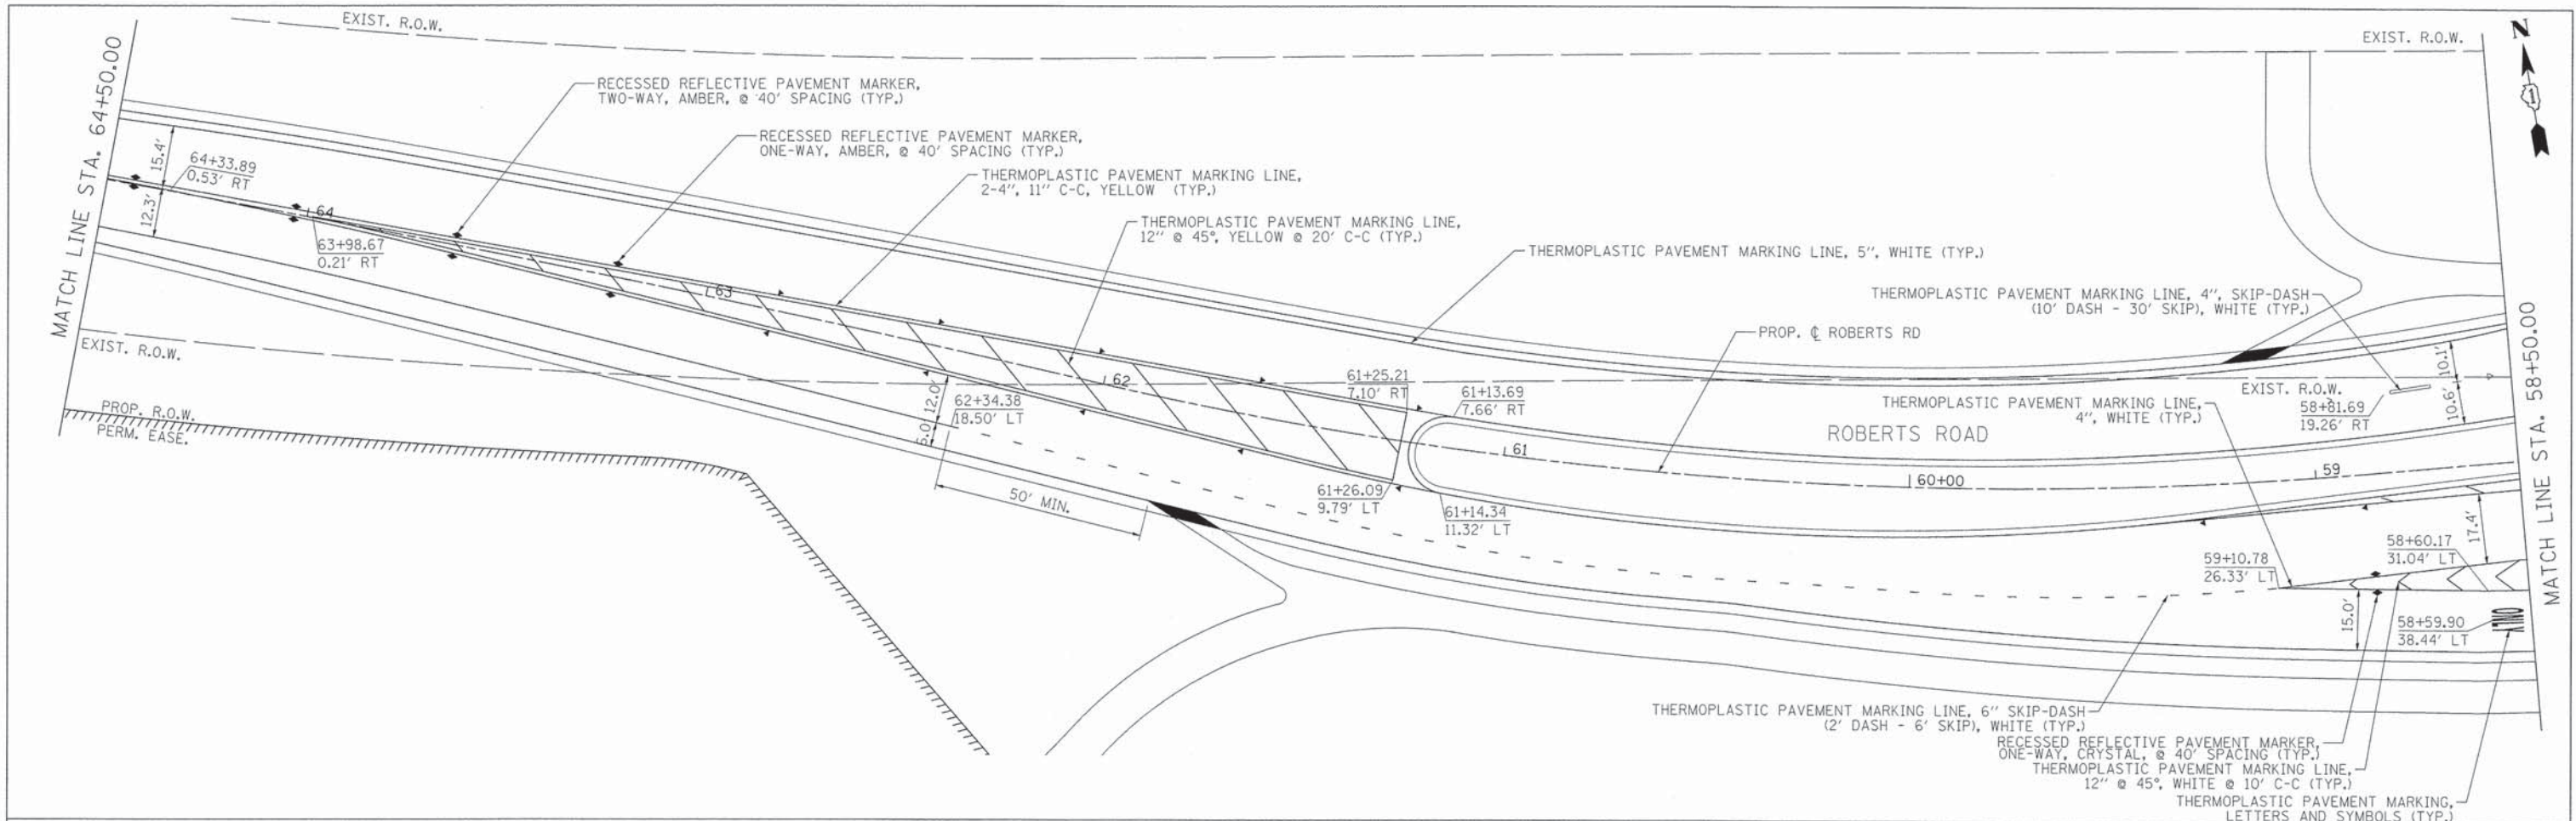 EXIST. R.O.W.
EXIST. R.O.W.
N
1
MATCH LINE STA. 64+50.00
RECESSED REFLECTIVE PAVEMENT MARKER,
TWO-WAY, AMBER, @ 40' SPACING (TYP.)
RECESSED REFLECTIVE PAVEMENT MARKER,
ONE-WAY, AMBER, @ 40' SPACING (TYP.)
THERMOPLASTIC PAVEMENT MARKING LINE,
2-4", 11" C-C, YELLOW (TYP.)
THERMOPLASTIC PAVEMENT MARKING LINE,
12" @ 45°, YELLOW @ 20' C-C (TYP.)
THERMOPLASTIC PAVEMENT MARKING LINE, 5", WHITE (TYP.)
THERMOPLASTIC PAVEMENT MARKING LINE, 4", SKIP-DASH
(10' DASH - 30' SKIP), WHITE (TYP.)
PROP. ℄ ROBERTS RD
15.4'
12.3'
64+33.89
0.53' RT
64
63+98.67
0.21' RT
63
62
EXIST. R.O.W.
PROP. R.O.W.
PERM. EASE.
12.0'
5.0'
62+34.38
18.50' LT
50' MIN.
61+25.21
7.10' RT
61+13.69
7.66' RT
61+26.09
9.79' LT
61+14.34
11.32' LT
61
ROBERTS ROAD
60+00
59
EXIST. R.O.W.
THERMOPLASTIC PAVEMENT MARKING LINE,
4", WHITE (TYP.)
58+81.69
19.26' RT
10.1'
10.6'
17.4'
59+10.78
26.33' LT
58+60.17
31.04' LT
15.0'
58+59.90
38.44' LT
MATCH LINE STA. 58+50.00
THERMOPLASTIC PAVEMENT MARKING LINE, 6" SKIP-DASH
(2' DASH - 6' SKIP), WHITE (TYP.)
RECESSED REFLECTIVE PAVEMENT MARKER,
ONE-WAY, CRYSTAL, @ 40' SPACING (TYP.)
THERMOPLASTIC PAVEMENT MARKING LINE,
12" @ 45°, WHITE @ 10' C-C (TYP.)
THERMOPLASTIC PAVEMENT MARKING,
LETTERS AND SYMBOLS (TYP.)